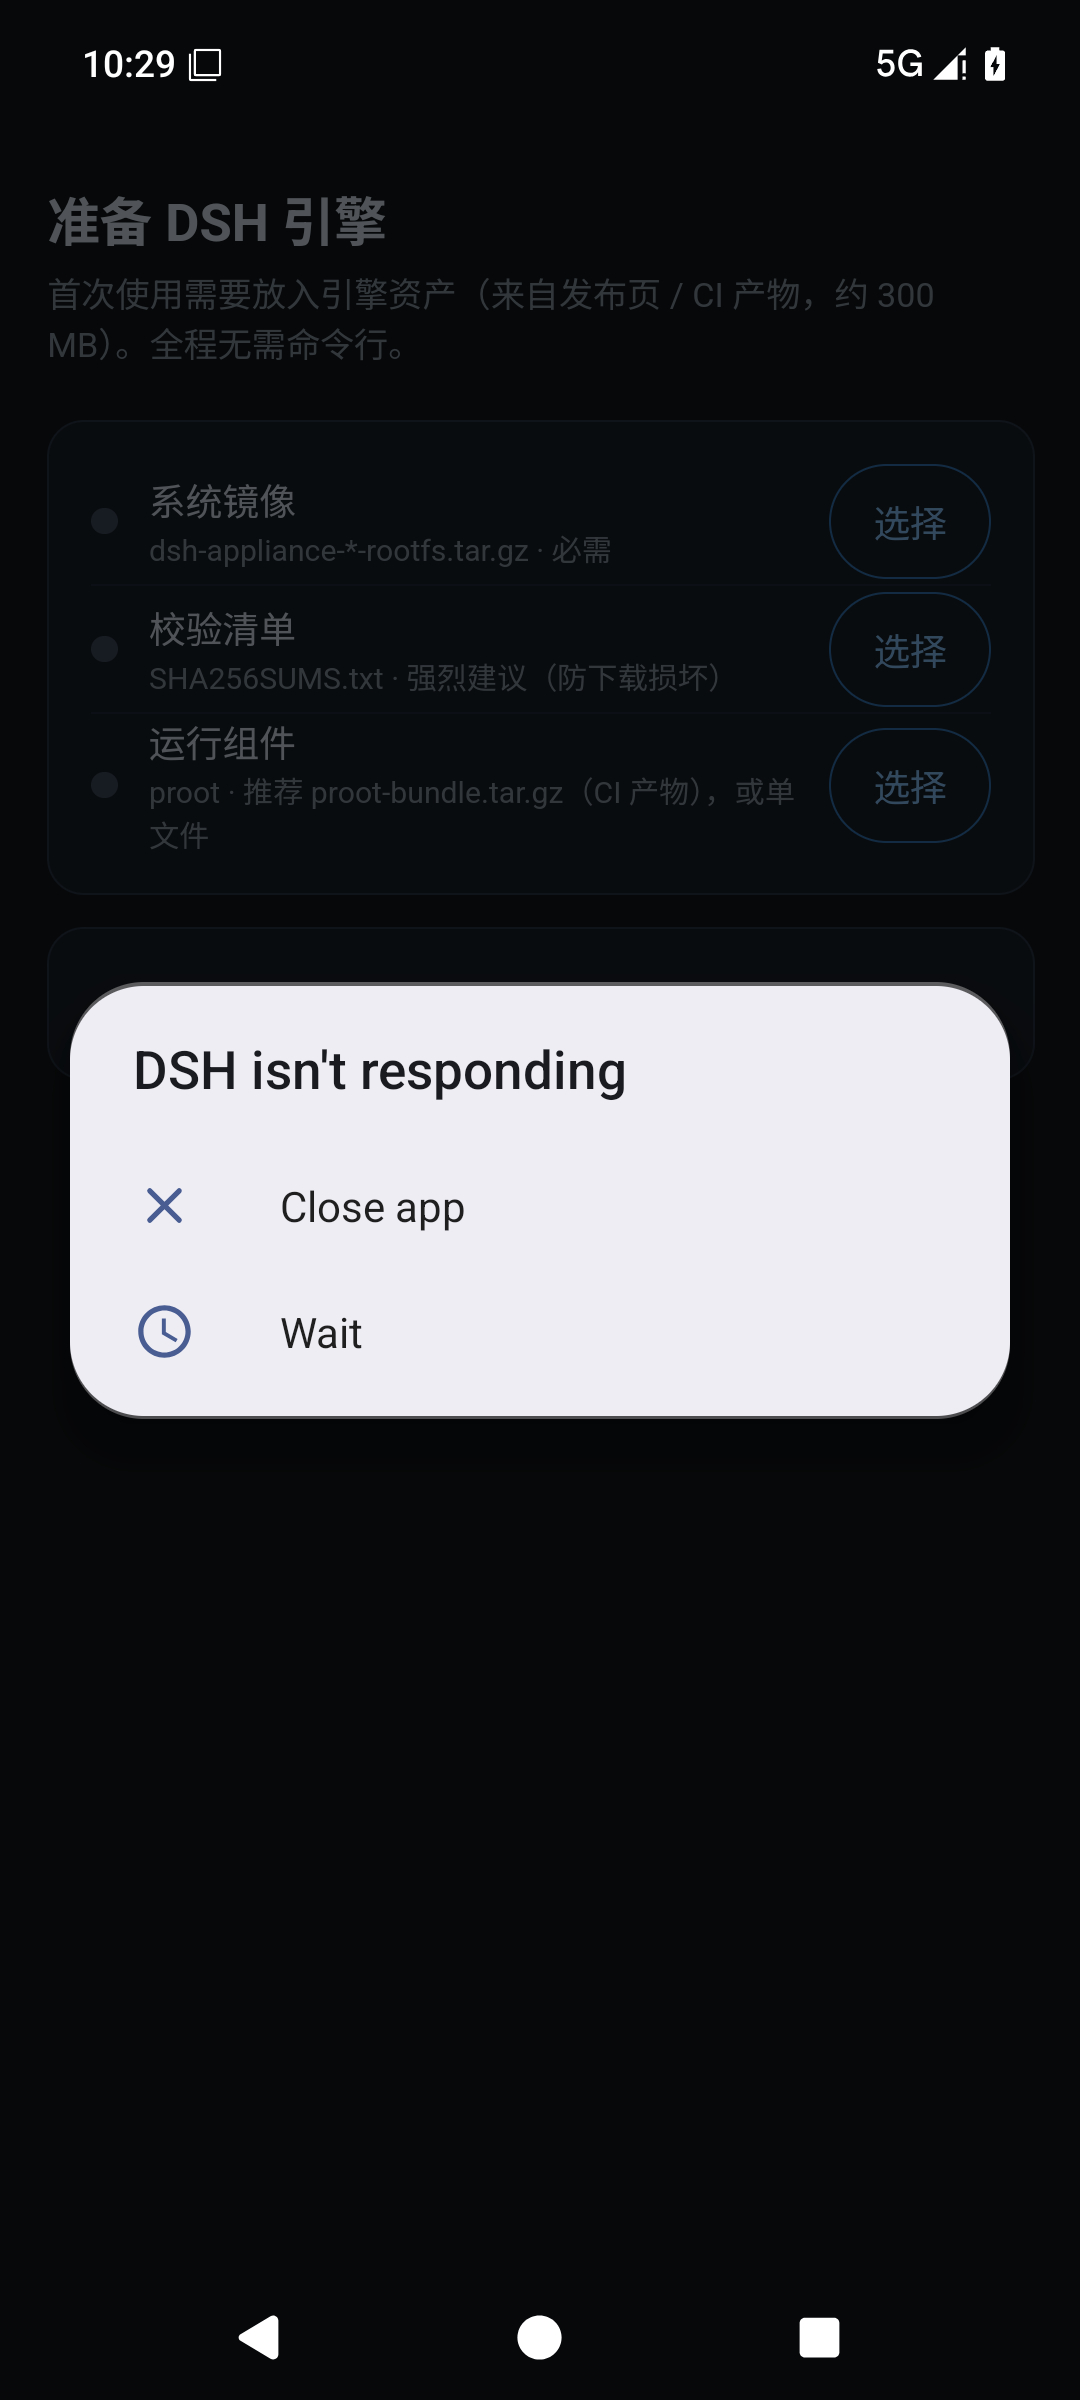 10:29
5G
准备 DSH 引擎
首次使用需要放入引擎资产（来自发布页 / CI 产物，约 300
MB）。全程无需命令行。
系统镜像
dsh-appliance-*-rootfs.tar.gz · 必需
选择
校验清单
SHA256SUMS.txt · 强烈建议（防下载损坏）
选择
运行组件
proot · 推荐 proot-bundle.tar.gz（CI 产物），或单
文件
选择
DSH isn't responding
Close app
Wait